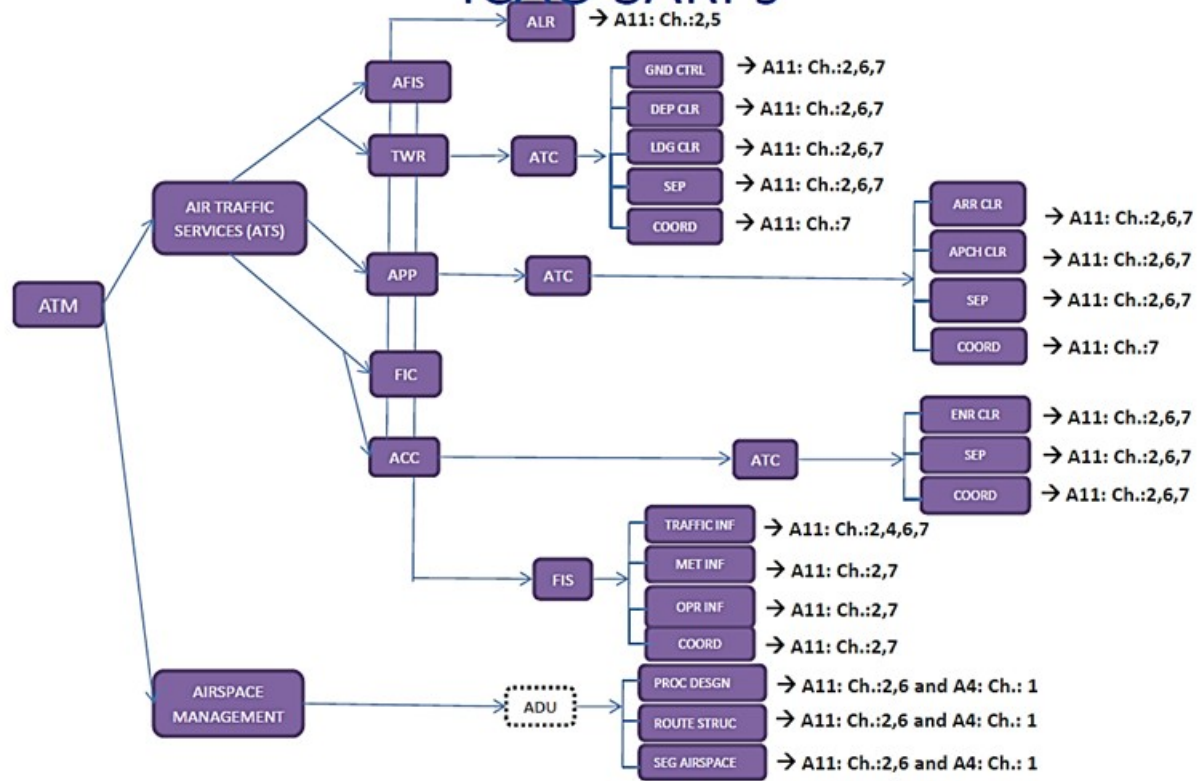 ALR → A11: Ch.:2,5
AFIS
TWR
ATC
GND CTRL → A11: Ch.:2,6,7
DEP CLR → A11: Ch.:2,6,7
LDG CLR → A11: Ch.:2,6,7
SEP → A11: Ch.:2,6,7
COORD → A11: Ch.:7
AIR TRAFFIC
SERVICES (ATS)
APP
ATC
ARR CLR → A11: Ch.:2,6,7
APCH CLR → A11: Ch.:2,6,7
SEP → A11: Ch.:2,6,7
COORD → A11: Ch.:7
ATM
FIC
ACC
ATC
ENR CLR → A11: Ch.:2,6,7
SEP → A11: Ch.:2,6,7
COORD → A11: Ch.:2,6,7
FIS
TRAFFIC INF → A11: Ch.:2,4,6,7
MET INF → A11: Ch.:2,7
OPR INF → A11: Ch.:2,7
COORD → A11: Ch.:2,7
AIRSPACE
MANAGEMENT
ADU
PROC DESGN → A11: Ch.:2,6 and A4: Ch.: 1
ROUTE STRUC → A11: Ch.:2,6 and A4: Ch.: 1
SEG AIRSPACE → A11: Ch.:2,6 and A4: Ch.: 1